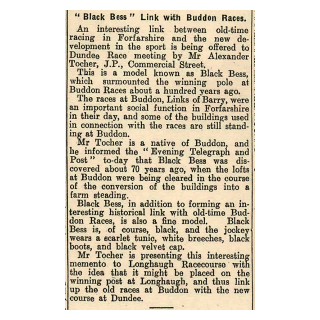 "Black Bess" Link with Buddon Races.
An interesting link between old-time
racing in Forfarshire and the new de-
velopment in the sport is being offered to
Dundee Race meeting by Mr Alexander
Tocher, J.P., Commercial Street.
This is a model known as Black Bess,
which surmounted the winning pole at
Buddon Races about a hundred years ago.
The races at Buddon, Links of Barry, were
an important social function in Forfarshire
in their day, and some of the buildings used
in connection with the races are still stand-
ing at Buddon.
Mr Tocher is a native of Buddon, and
he informed the "Evening Telegraph and
Post" to-day that Black Bess was dis-
covered about 70 years ago, when the lofts
at Buddon were being cleared in the course
of the conversion of the buildings into a
farm steading.
Black Bess, in addition to forming an in-
teresting historical link with old-time Bud-
don Races, is also a fine model. Black
Bess is, of course, black, and the jockey
wears a scarlet tunic, white breeches, black
boots, and black velvet cap.
Mr Tocher is presenting this interesting
memento to Longhaugh Racecourse with
the idea that it might be placed on the
winning post at Longhaugh, and thus link
up the old races at Buddon with the new
course at Dundee.